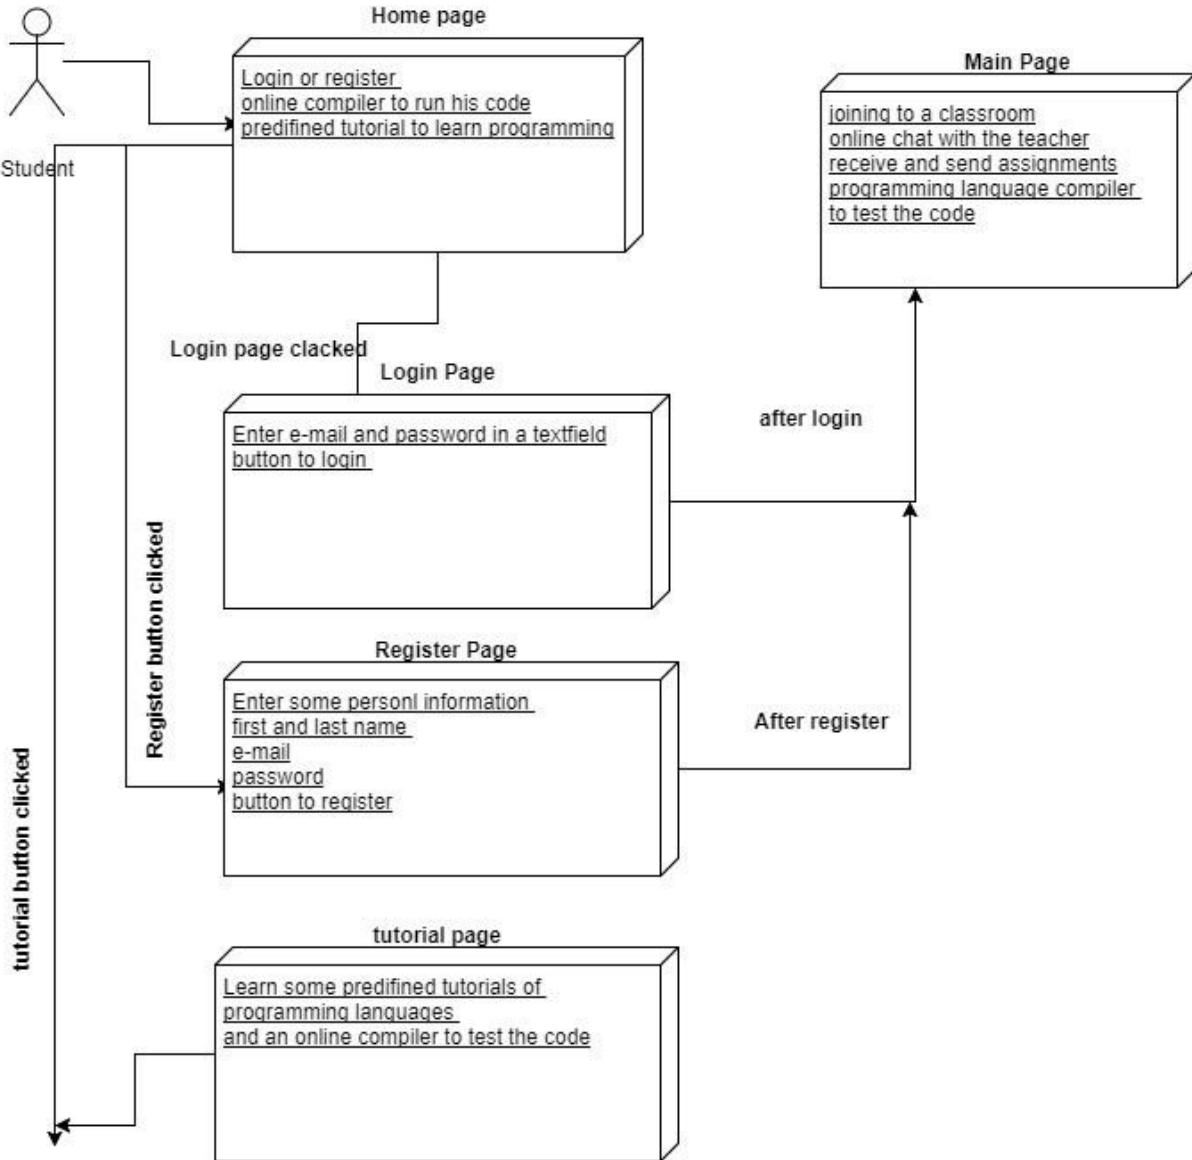 Home page
Student
Login or register
online compiler to run his code
predifined tutorial to learn programming
Main Page
joining to a classroom
online chat with the teacher
receive and send assignments
programming language compiler
to test the code
Login page clacked
Login Page
Enter e-mail and password in a textfield
button to login
after login
Register button clicked
Register Page
Enter some personl information
first and last name
e-mail
password
button to register
After register
tutorial button clicked
tutorial page
Learn some predifined tutorials of
programming languages
and an online compiler to test the code